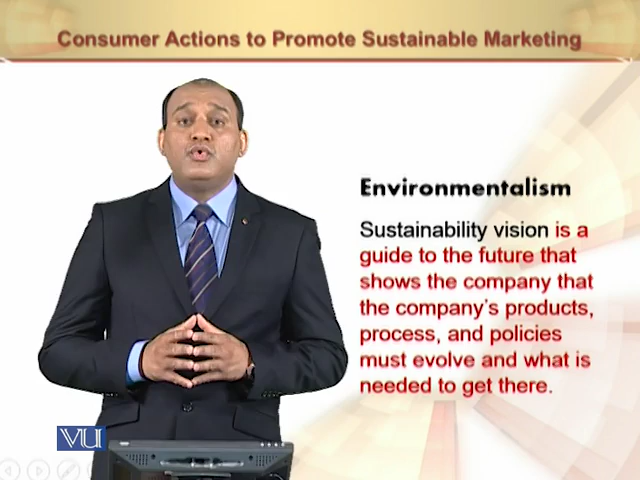 Consumer Actions to Promote Sustainable Marketing
Environmentalism
Sustainability vision is a
guide to the future that
shows the company that
the company's products,
process, and policies
must evolve and what is
needed to get there.
VU